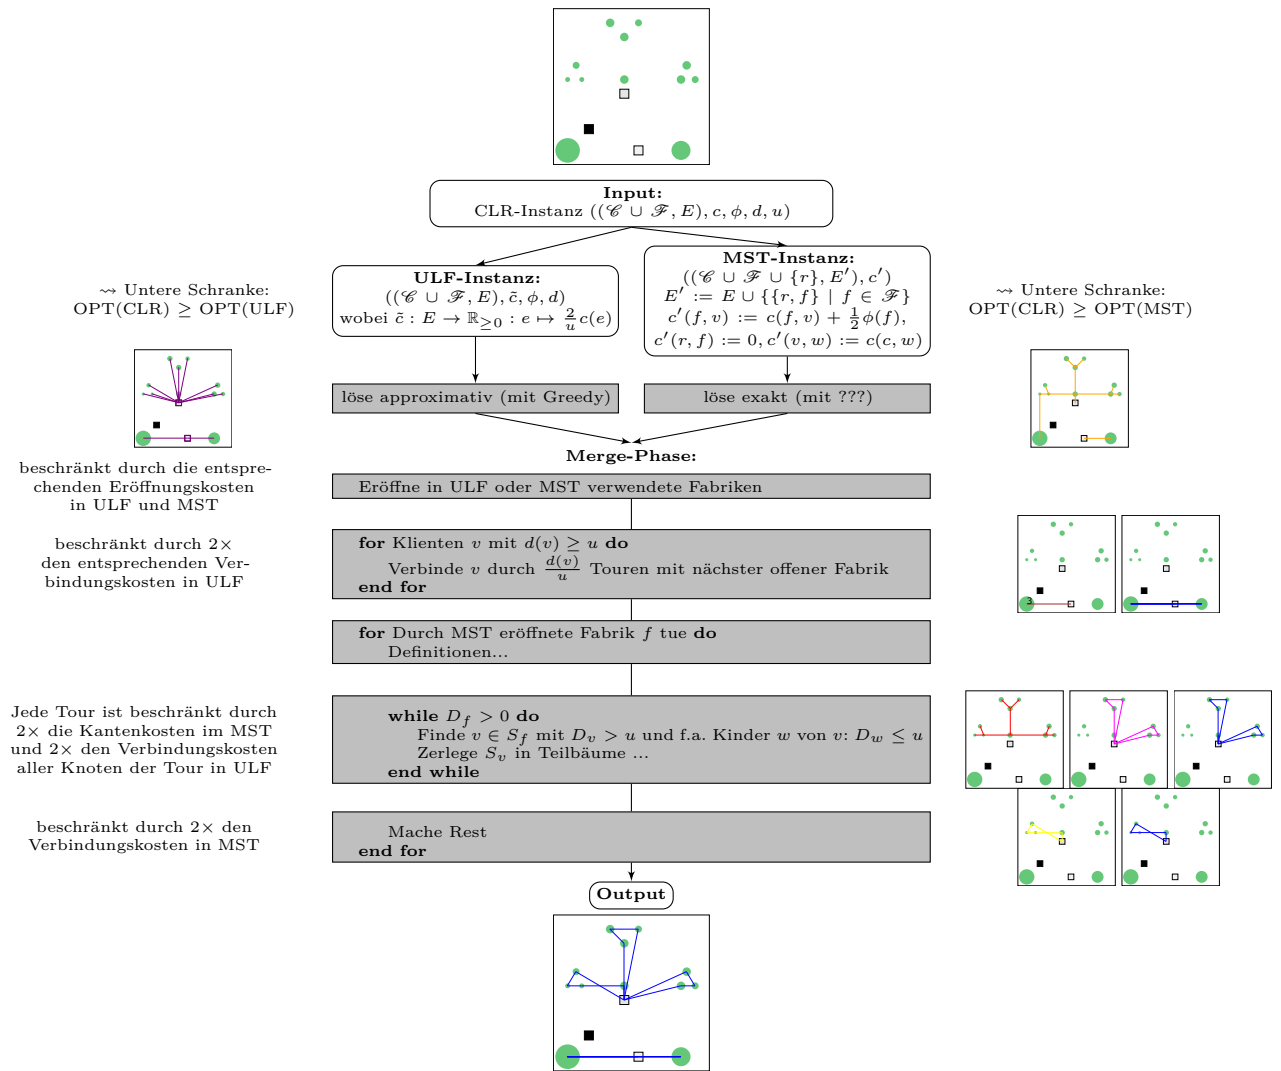 Input:
CLR-Instanz ((𝒞 ∪ ℱ, E), c, ϕ, d, u)
ULF-Instanz:
((𝒞 ∪ ℱ, E), c̃, ϕ, d)
wobei c̃ : E → ℝ≥0 : e ↦ 2/u c(e)
MST-Instanz:
((𝒞 ∪ ℱ ∪ {r}, E′), c′)
E′ := E ∪ {{r, f} | f ∈ ℱ}
c′(f, v) := c(f, v) + 1/2 ϕ(f),
c′(r, f) := 0, c′(v, w) := c(c, w)
⇝ Untere Schranke:
OPT(CLR) ≥ OPT(ULF)
⇝ Untere Schranke:
OPT(CLR) ≥ OPT(MST)
löse approximativ (mit Greedy)
löse exakt (mit ???)
Merge-Phase:
beschränkt durch die entspre-
chenden Eröffnungskosten
in ULF und MST
Eröffne in ULF oder MST verwendete Fabriken
beschränkt durch 2×
den entsprechenden Ver-
bindungskosten in ULF
for Klienten v mit d(v) ≥ u do
Verbinde v durch d(v)/u Touren mit nächster offener Fabrik
end for
3
for Durch MST eröffnete Fabrik f tue do
Definitionen...
Jede Tour ist beschränkt durch
2× die Kantenkosten im MST
und 2× den Verbindungskosten
aller Knoten der Tour in ULF
while D_f > 0 do
Finde v ∈ S_f mit D_v > u und f.a. Kinder w von v: D_w ≤ u
Zerlege S_v in Teilbäume ...
end while
beschränkt durch 2× den
Verbindungskosten in MST
Mache Rest
end for
Output